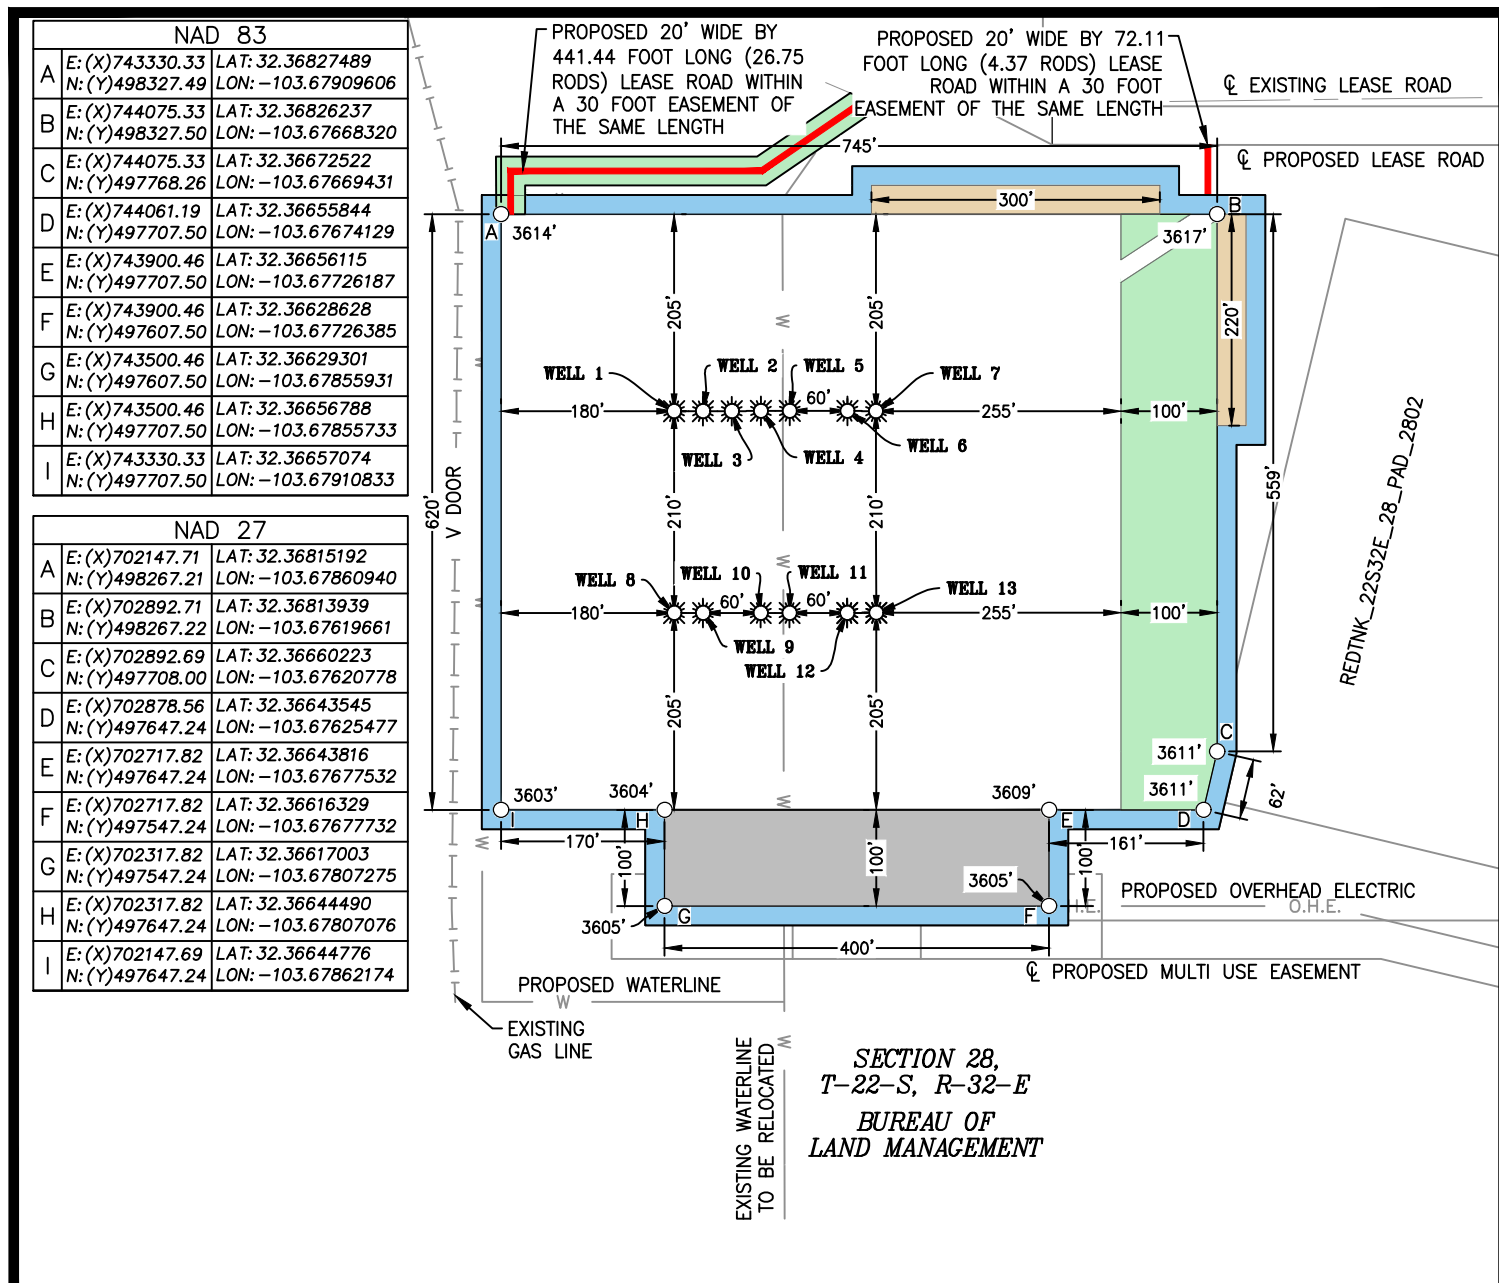 NAD 83
A E:(X)743330.33 LAT: 32.36827489
N:(Y)498327.49 LON:-103.67909606
B E:(X)744075.33 LAT: 32.36826237
N:(Y)498327.50 LON:-103.67668320
C E:(X)744075.33 LAT: 32.36672522
N:(Y)497768.26 LON:-103.67669431
D E:(X)744061.19 LAT: 32.36655844
N:(Y)497707.50 LON:-103.67674129
E E:(X)743900.46 LAT: 32.36656115
N:(Y)497707.50 LON:-103.67726187
F E:(X)743900.46 LAT: 32.36628628
N:(Y)497607.50 LON:-103.67726385
G E:(X)743500.46 LAT: 32.36629301
N:(Y)497607.50 LON:-103.67855931
H E:(X)743500.46 LAT: 32.36656788
N:(Y)497707.50 LON:-103.67855733
I E:(X)743330.33 LAT: 32.36657074
N:(Y)497707.50 LON:-103.67910833
NAD 27
A E:(X)702147.71 LAT: 32.36815192
N:(Y)498267.21 LON:-103.67860940
B E:(X)702892.71 LAT: 32.36813939
N:(Y)498267.22 LON:-103.67619661
C E:(X)702892.69 LAT: 32.36660223
N:(Y)497708.00 LON:-103.67620778
D E:(X)702878.56 LAT: 32.36643545
N:(Y)497647.24 LON:-103.67625477
E E:(X)702717.82 LAT: 32.36643816
N:(Y)497647.24 LON:-103.67677532
F E:(X)702717.82 LAT: 32.36616329
N:(Y)497547.24 LON:-103.67677732
G E:(X)702317.82 LAT: 32.36617003
N:(Y)497547.24 LON:-103.67807275
H E:(X)702317.82 LAT: 32.36644490
N:(Y)497647.24 LON:-103.67807076
I E:(X)702147.69 LAT: 32.36644776
N:(Y)497647.24 LON:-103.67862174
PROPOSED 20' WIDE BY
441.44 FOOT LONG (26.75
RODS) LEASE ROAD WITHIN
A 30 FOOT EASEMENT OF
THE SAME LENGTH
PROPOSED 20' WIDE BY 72.11
FOOT LONG (4.37 RODS) LEASE
ROAD WITHIN A 30 FOOT
EASEMENT OF THE SAME LENGTH
℄ EXISTING LEASE ROAD
℄ PROPOSED LEASE ROAD
745'
W
300'
A
3614'
B
3617'
205'
205'
220'
W
W
WELL 1
WELL 2
WELL 5
WELL 7
60'
180'
255'
100'
WELL 3
WELL 4
WELL 6
620'
V DOOR
210'
210'
559'
REDTNK_22S32E_28_PAD_2802
W
WELL 8
WELL 10
WELL 11
WELL 13
W
180'
60'
60'
255'
100'
WELL 9
WELL 12
205'
205'
C
3611'
3603'
3604'
W
3609'
3611'
62'
I
H
E
D
W
170'
100'
100'
100'
161'
3605'
3605'
G
F
PROPOSED OVERHEAD ELECTRIC
.E.
O.H.E.
400'
℄ PROPOSED MULTI USE EASEMENT
PROPOSED WATERLINE
W
EXISTING
GAS LINE
W
EXISTING WATERLINE
TO BE RELOCATED
SECTION 28,
T-22-S, R-32-E
BUREAU OF
LAND MANAGEMENT